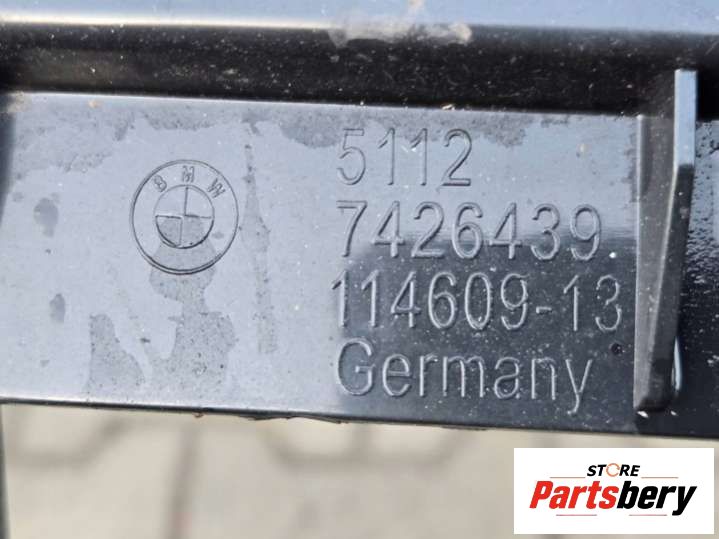 BMW
5112
7426439
114609-13
Germany
STORE
Partsbery